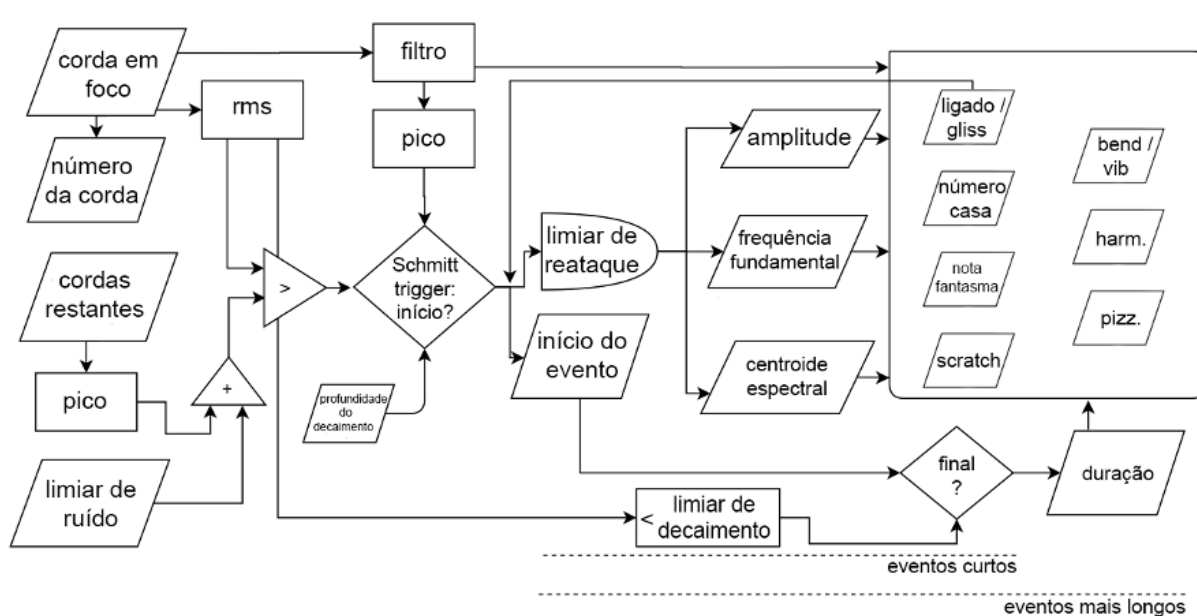 corda em
foco
filtro
rms
pico
número
da corda
cordas
restantes
pico
+
limiar de
ruído
>
Schmitt
trigger:
início?
profundidade
do
decaimento
limiar de
reataque
início do
evento
amplitude
frequência
fundamental
centroide
espectral
ligado /
gliss
número
casa
nota
fantasma
scratch
bend /
vib
harm.
pizz.
final
?
duração
< limiar de
decaimento
eventos curtos
eventos mais longos